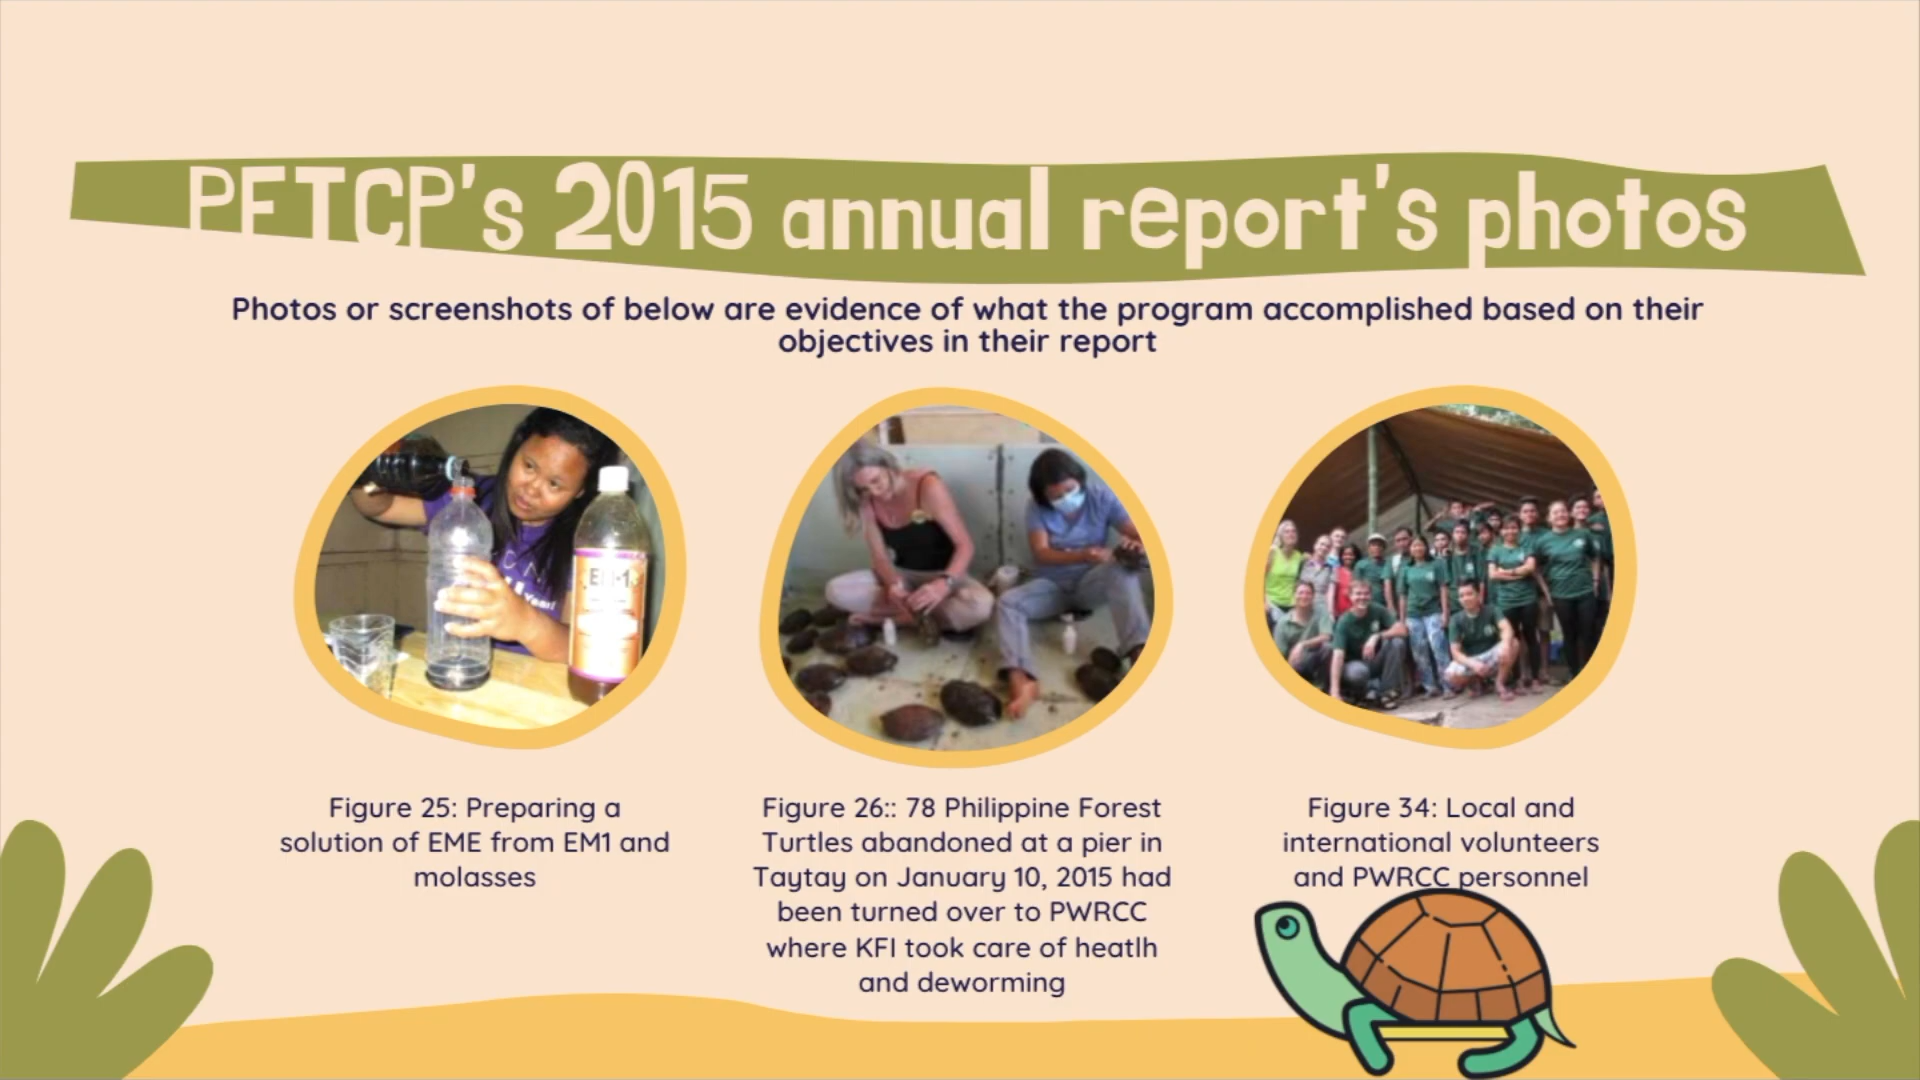 PFTCP's 2015 annual report's photos
Photos or screenshots of below are evidence of what the program accomplished based on their
objectives in their report
EM•1
Figure 25: Preparing a
solution of EME from EM1 and
molasses
Figure 26:: 78 Philippine Forest
Turtles abandoned at a pier in
Taytay on January 10, 2015 had
been turned over to PWRCC
where KFI took care of heatlh
and deworming
Figure 34: Local and
international volunteers
and PWRCC personnel